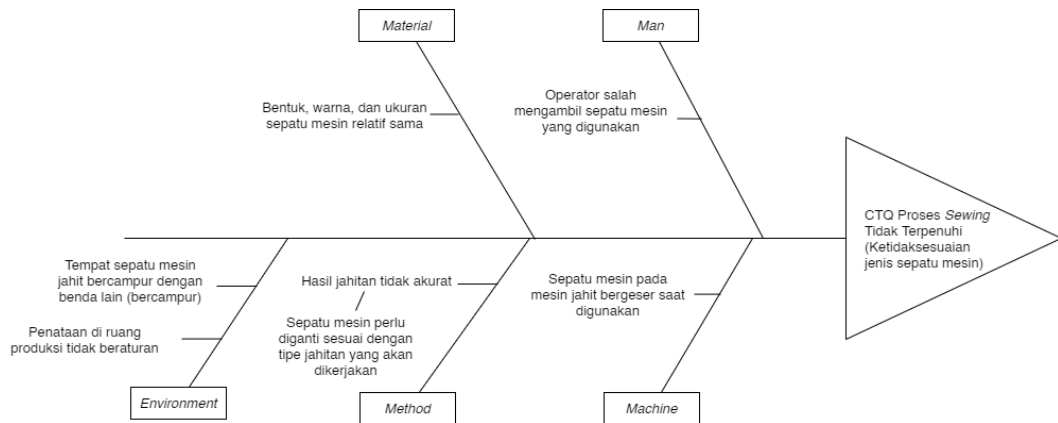 Material
Man
Bentuk, warna, dan ukuran
sepatu mesin relatif sama
Operator salah
mengambil sepatu mesin
yang digunakan
CTQ Proses Sewing
Tidak Terpenuhi
(Ketidaksesuaian
jenis sepatu mesin)
Tempat sepatu mesin
jahit bercampur dengan
benda lain (bercampur)
Penataan di ruang
produksi tidak beraturan
Hasil jahitan tidak akurat
Sepatu mesin perlu
diganti sesuai dengan
tipe jahitan yang akan
dikerjakan
Sepatu mesin pada
mesin jahit bergeser saat
digunakan
Environment
Method
Machine